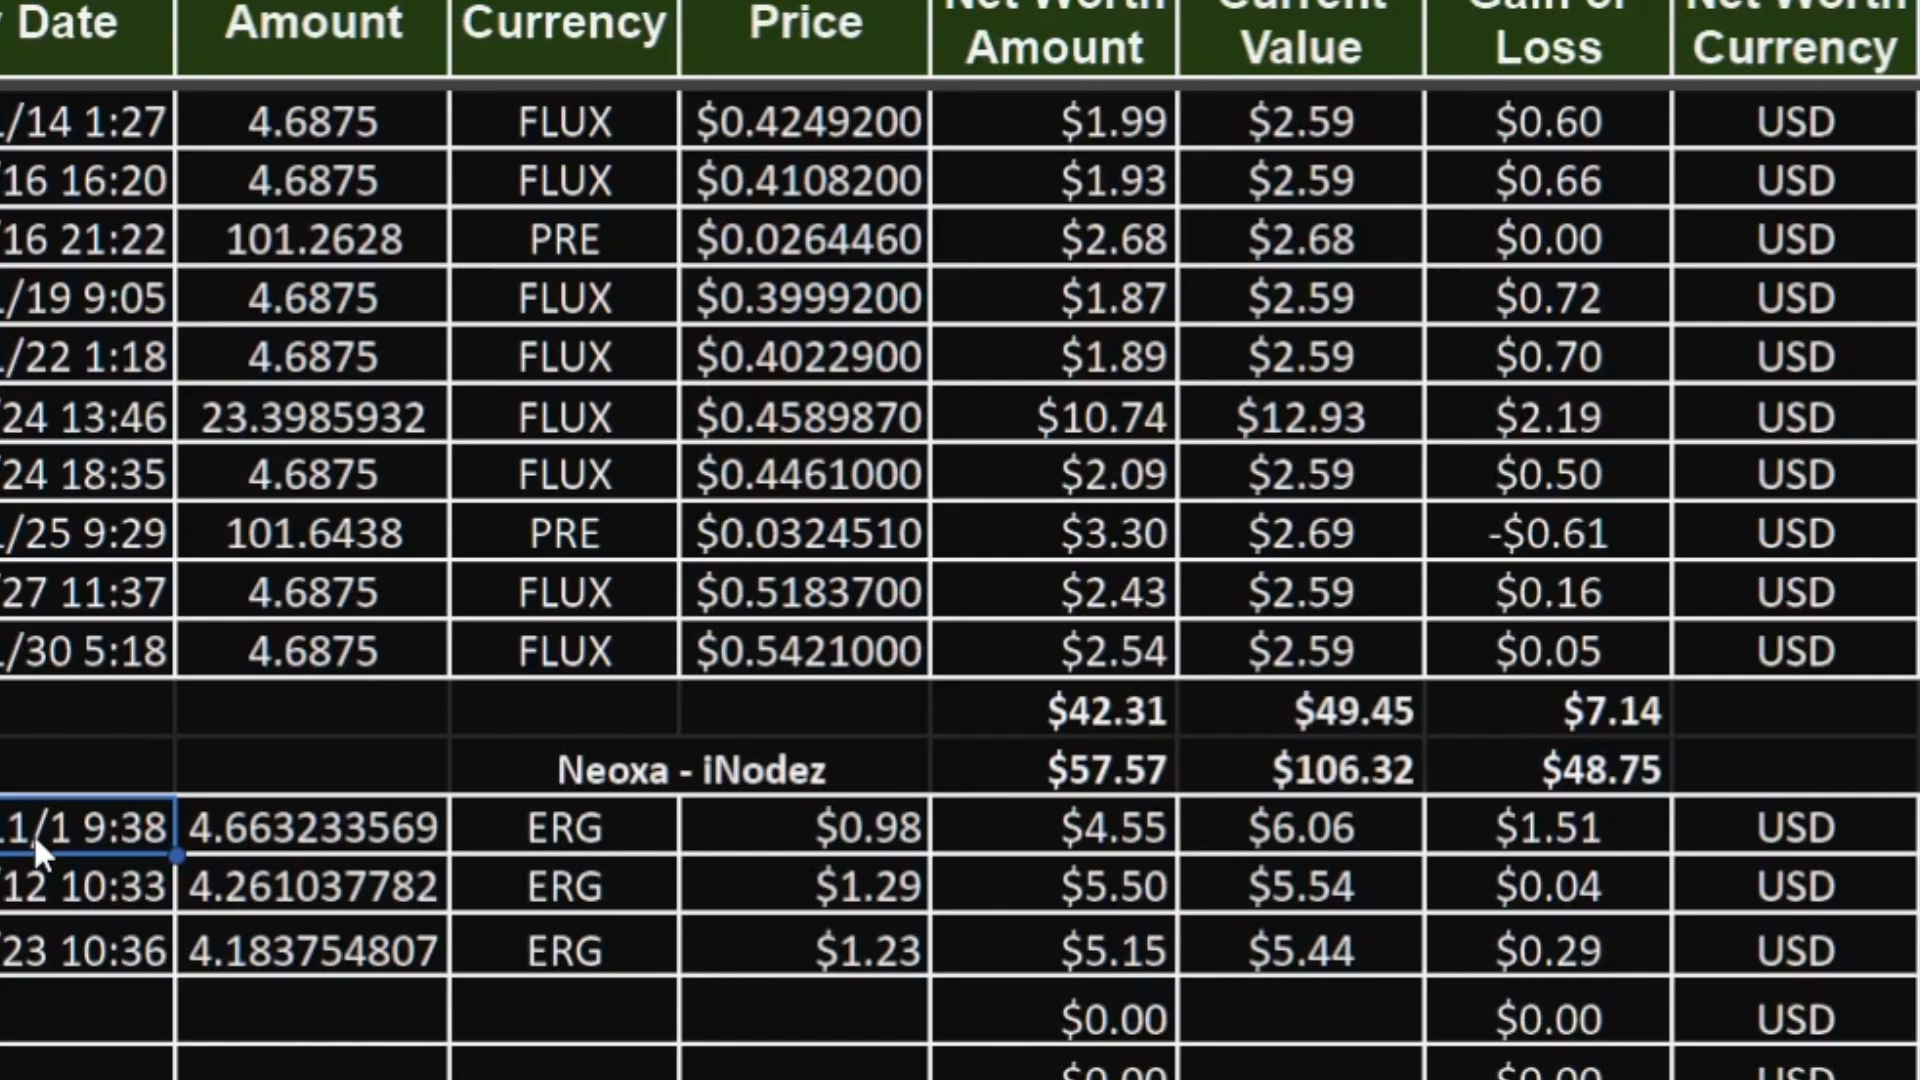 Date Amount Currency Price Net Worth Amount Current Value Gain or Loss Net Worth Currency
/14 1:27 4.6875 FLUX $0.4249200 $1.99 $2.59 $0.60 USD
/16 16:20 4.6875 FLUX $0.4108200 $1.93 $2.59 $0.66 USD
/16 21:22 101.2628 PRE $0.0264460 $2.68 $2.68 $0.00 USD
/19 9:05 4.6875 FLUX $0.3999200 $1.87 $2.59 $0.72 USD
/22 1:18 4.6875 FLUX $0.4022900 $1.89 $2.59 $0.70 USD
/24 13:46 23.3985932 FLUX $0.4589870 $10.74 $12.93 $2.19 USD
/24 18:35 4.6875 FLUX $0.4461000 $2.09 $2.59 $0.50 USD
/25 9:29 101.6438 PRE $0.0324510 $3.30 $2.69 -$0.61 USD
/27 11:37 4.6875 FLUX $0.5183700 $2.43 $2.59 $0.16 USD
/30 5:18 4.6875 FLUX $0.5421000 $2.54 $2.59 $0.05 USD
$42.31 $49.45 $7.14
Neoxa - iNodez $57.57 $106.32 $48.75
11/1 9:38 4.663233569 ERG $0.98 $4.55 $6.06 $1.51 USD
/12 10:33 4.261037782 ERG $1.29 $5.50 $5.54 $0.04 USD
/23 10:36 4.183754807 ERG $1.23 $5.15 $5.44 $0.29 USD
$0.00 $0.00 USD
$0.00 $0.00 USD